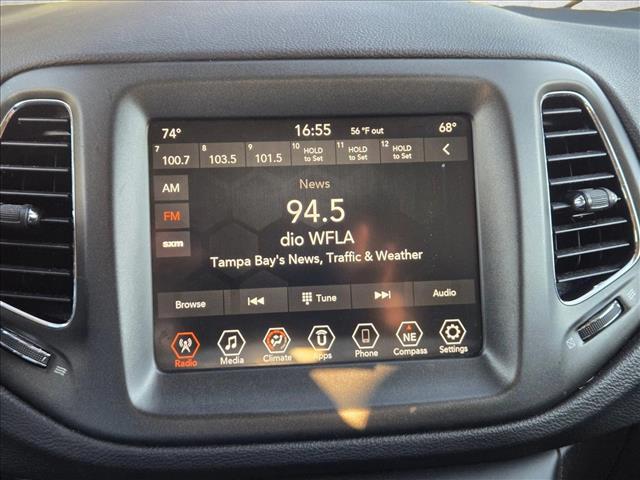 74° 16:55 56 °F out 68°
7 8 9 10 11 12
100.7 103.5 101.5 HOLD to Set HOLD to Set HOLD to Set
AM
News
FM
94.5
sxm
dio WFLA
Tampa Bay's News, Traffic & Weather
Browse Tune Audio
NE
Radio Media Climate Apps Phone Compass Settings